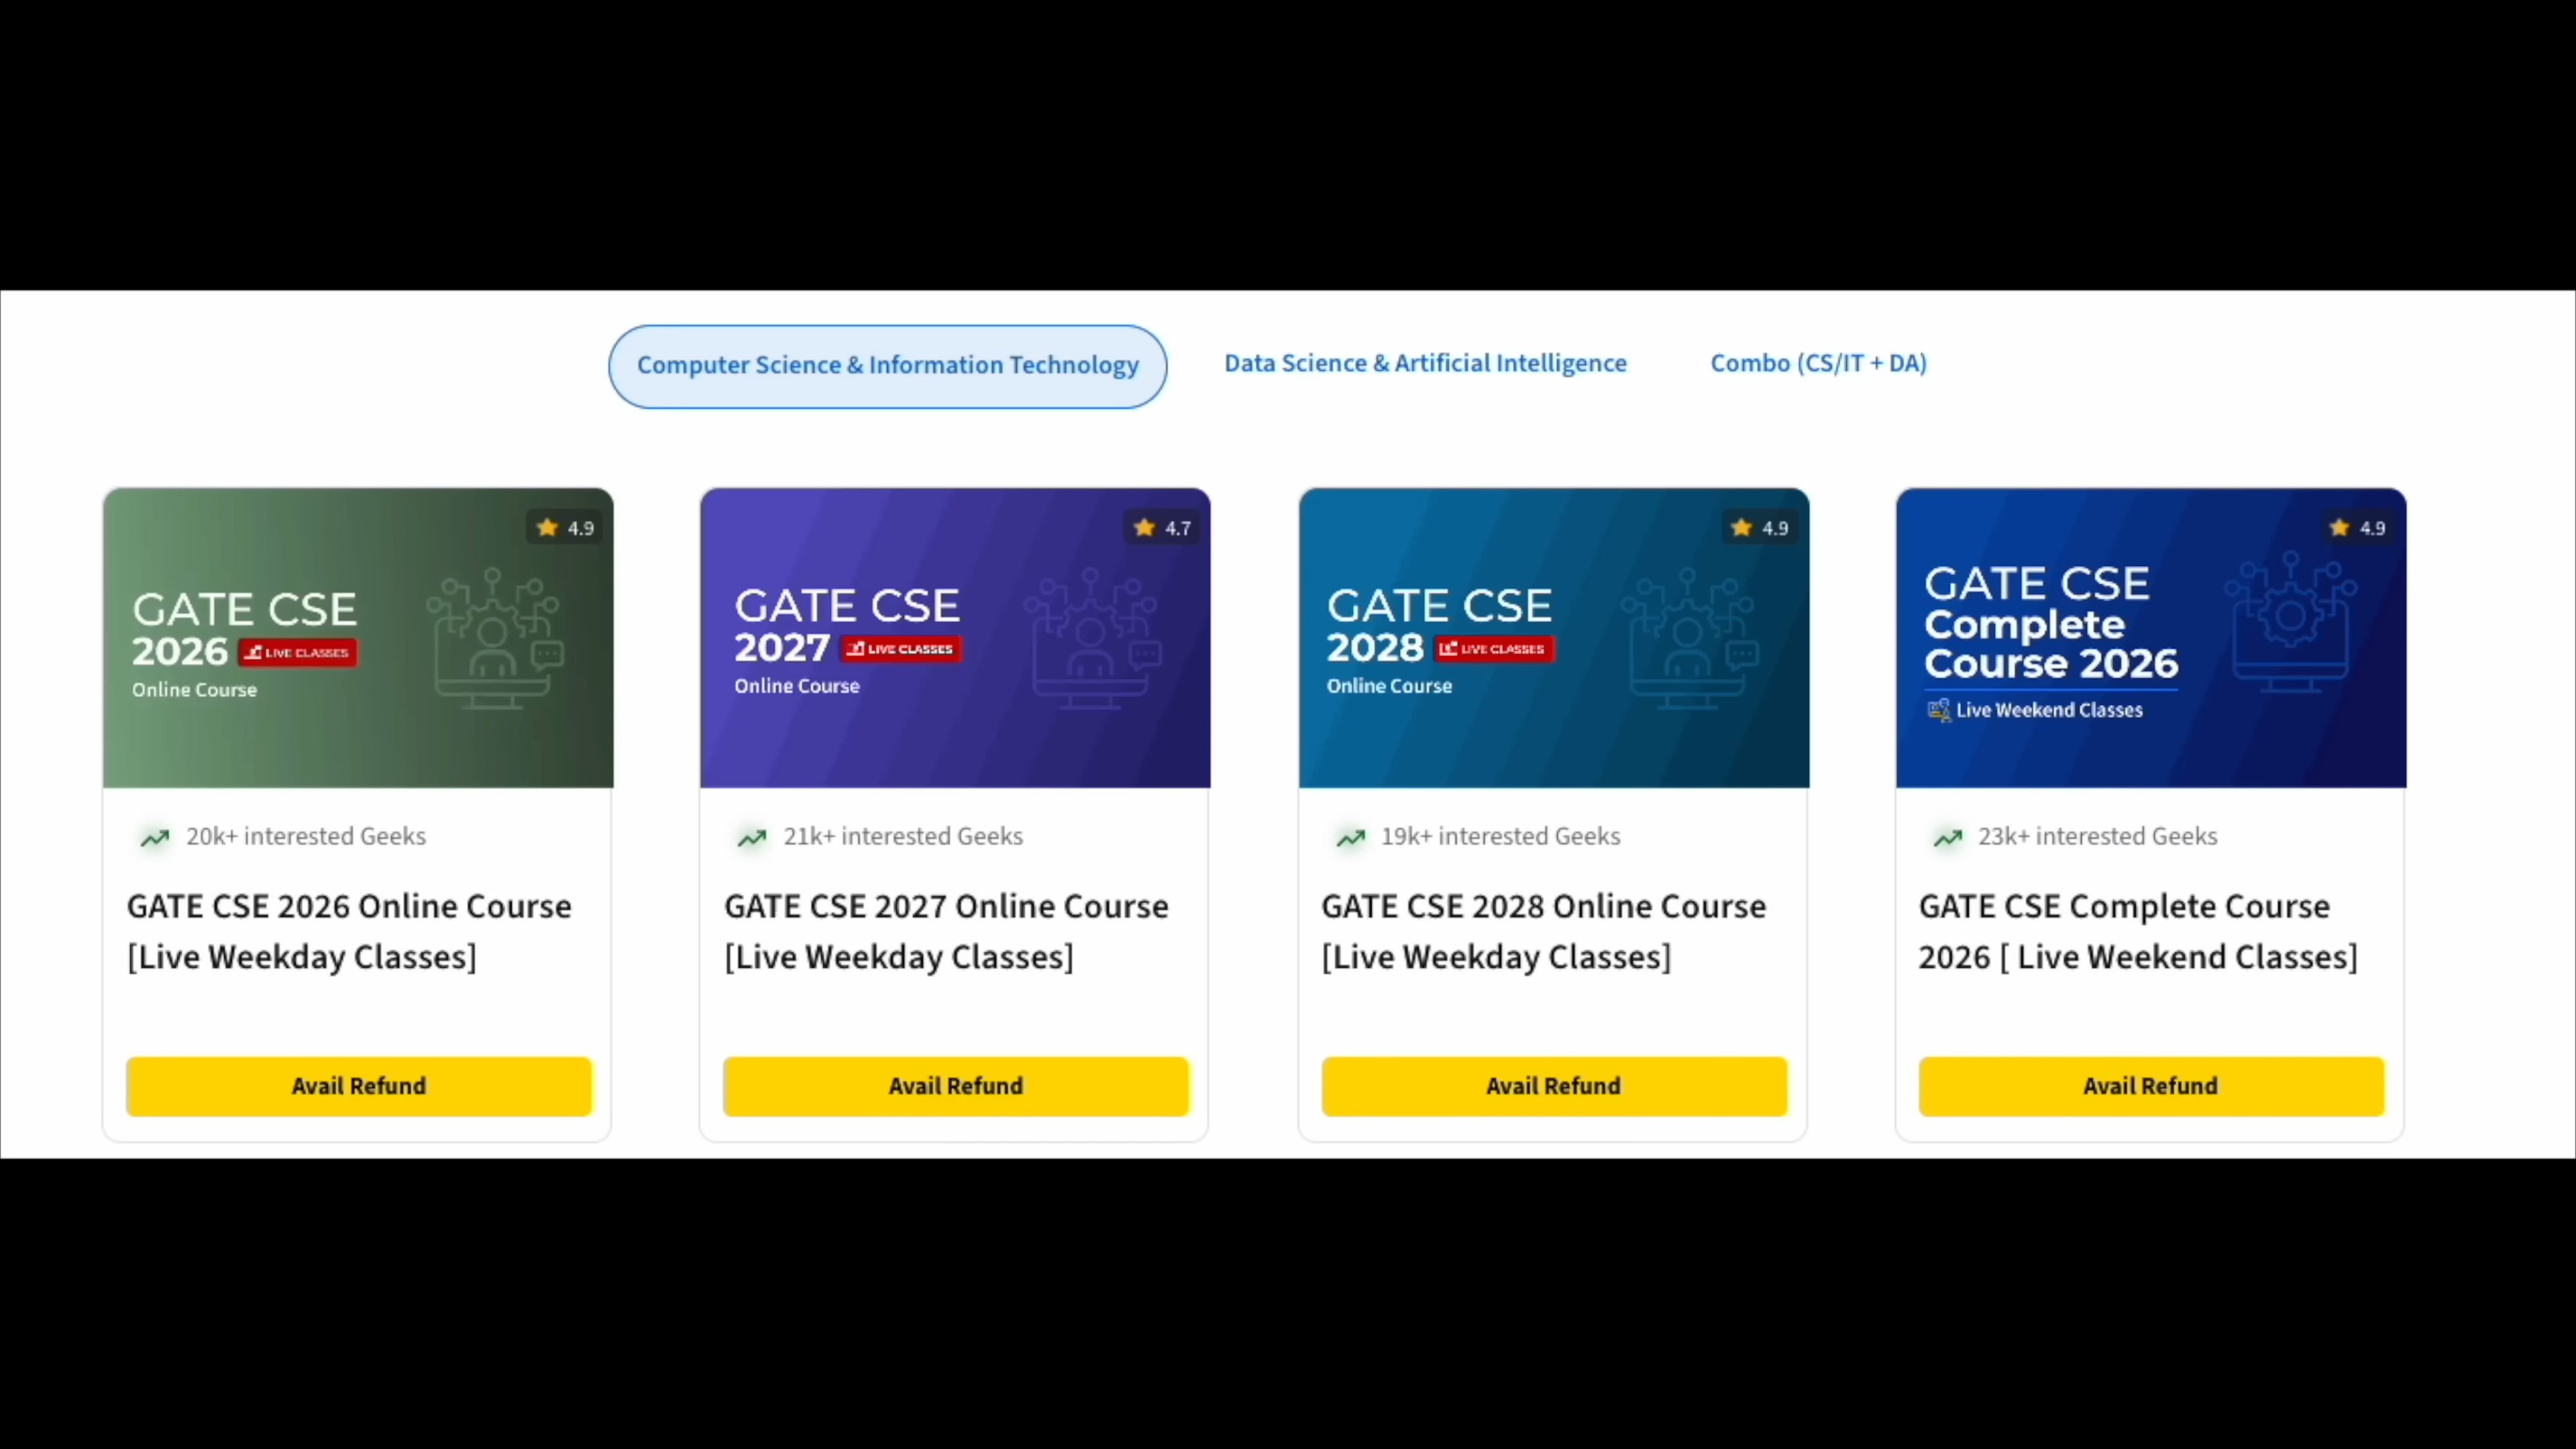 Computer Science & Information Technology
Data Science & Artificial Intelligence
Combo (CS/IT + DA)
4.9
GATE CSE
2026 LIVE CLASSES
Online Course
20k+ interested Geeks
GATE CSE 2026 Online Course
[Live Weekday Classes]
Avail Refund
4.7
GATE CSE
2027 LIVE CLASSES
Online Course
21k+ interested Geeks
GATE CSE 2027 Online Course
[Live Weekday Classes]
Avail Refund
4.9
GATE CSE
2028 LIVE CLASSES
Online Course
19k+ interested Geeks
GATE CSE 2028 Online Course
[Live Weekday Classes]
Avail Refund
4.9
GATE CSE
Complete
Course 2026
Live Weekend Classes
23k+ interested Geeks
GATE CSE Complete Course
2026 [ Live Weekend Classes]
Avail Refund